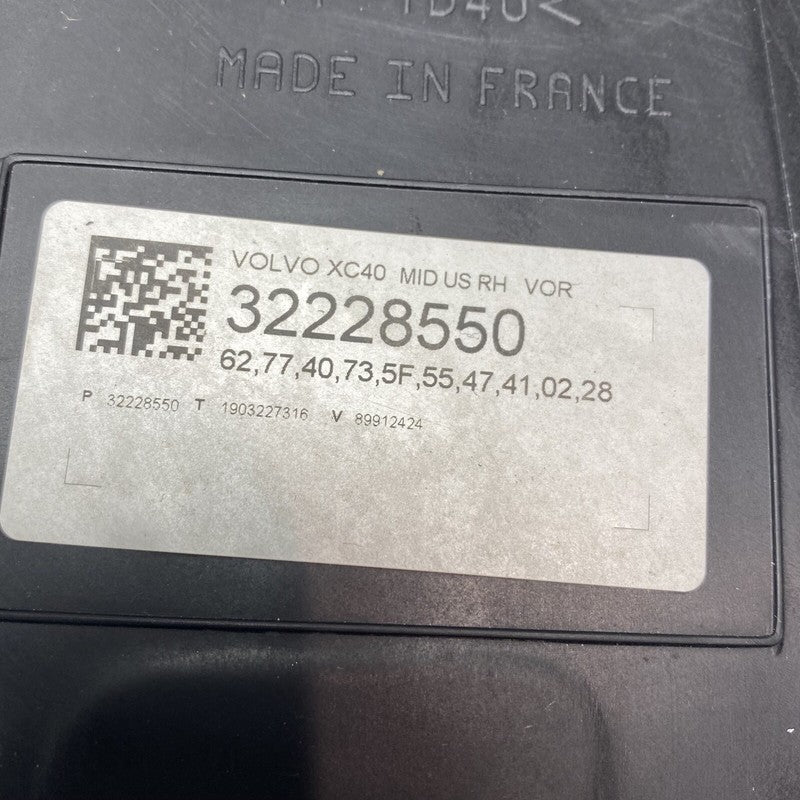 TD40<
MADE IN FRANCE
VOLVO XC40 MID US RH VOR
32228550
62,77,40,73,5F,55,47,41,02,28
P 32228550 T 1903227316 V 89912424